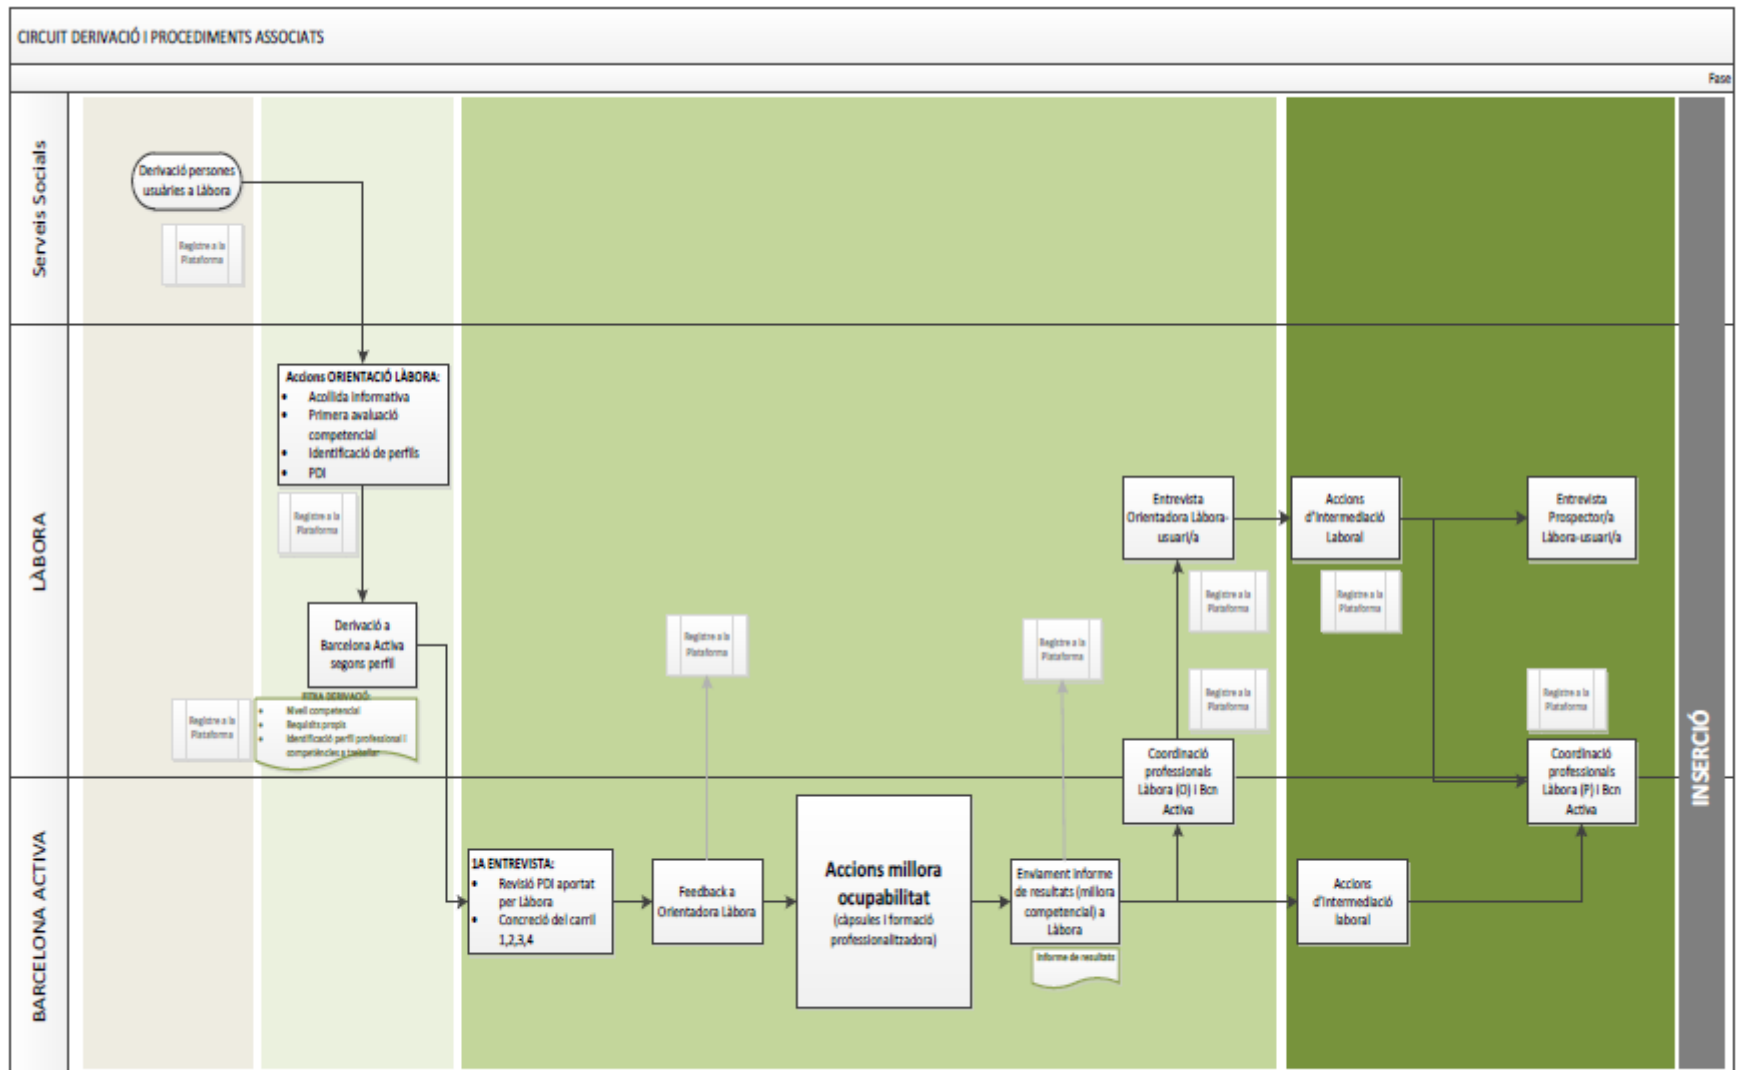 CIRCUIT DERIVACIÓ I PROCEDIMENTS ASSOCIATS
Fase
Serveis Socials
Derivació persones
usuàries a Làbora
Registre a la
Plataforma
LÀBORA
Accions ORIENTACIÓ LÀBORA:
• Acollida informativa
• Primera avaluació
competencial
• Identificació de perfils
• PDI
Registre a la
Plataforma
Derivació a
Barcelona Activa
segons perfil
Registre a la
Plataforma
FITXA DERIVACIÓ:
• Nivell competencial
• Requisits propis
• Identificació perfil professional i
competències a treballar
Registre a la
Plataforma
Registre a la
Plataforma
Entrevista
Orientadora Làbora-
usuari/a
Registre a la
Plataforma
Registre a la
Plataforma
Coordinació
professionals
Làbora (O) i Bcn
Activa
Accions
d'intermediació
Laboral
Registre a la
Plataforma
Entrevista
Prospector/a
Làbora-usuari/a
Registre a la
Plataforma
Coordinació
professionals
Làbora (P) i Bcn
Activa
INSERCIÓ
BARCELONA ACTIVA
1A ENTREVISTA:
• Revisió PDI aportat
per Làbora
• Concreció del carril
1,2,3,4
Feedback a
Orientadora Làbora
Accions millora
ocupabilitat
(càpsules i formació
professionalitzadora)
Enviament informe
de resultats (millora
competencial) a
Làbora
Informe de resultats
Accions
d'intermediació
laboral